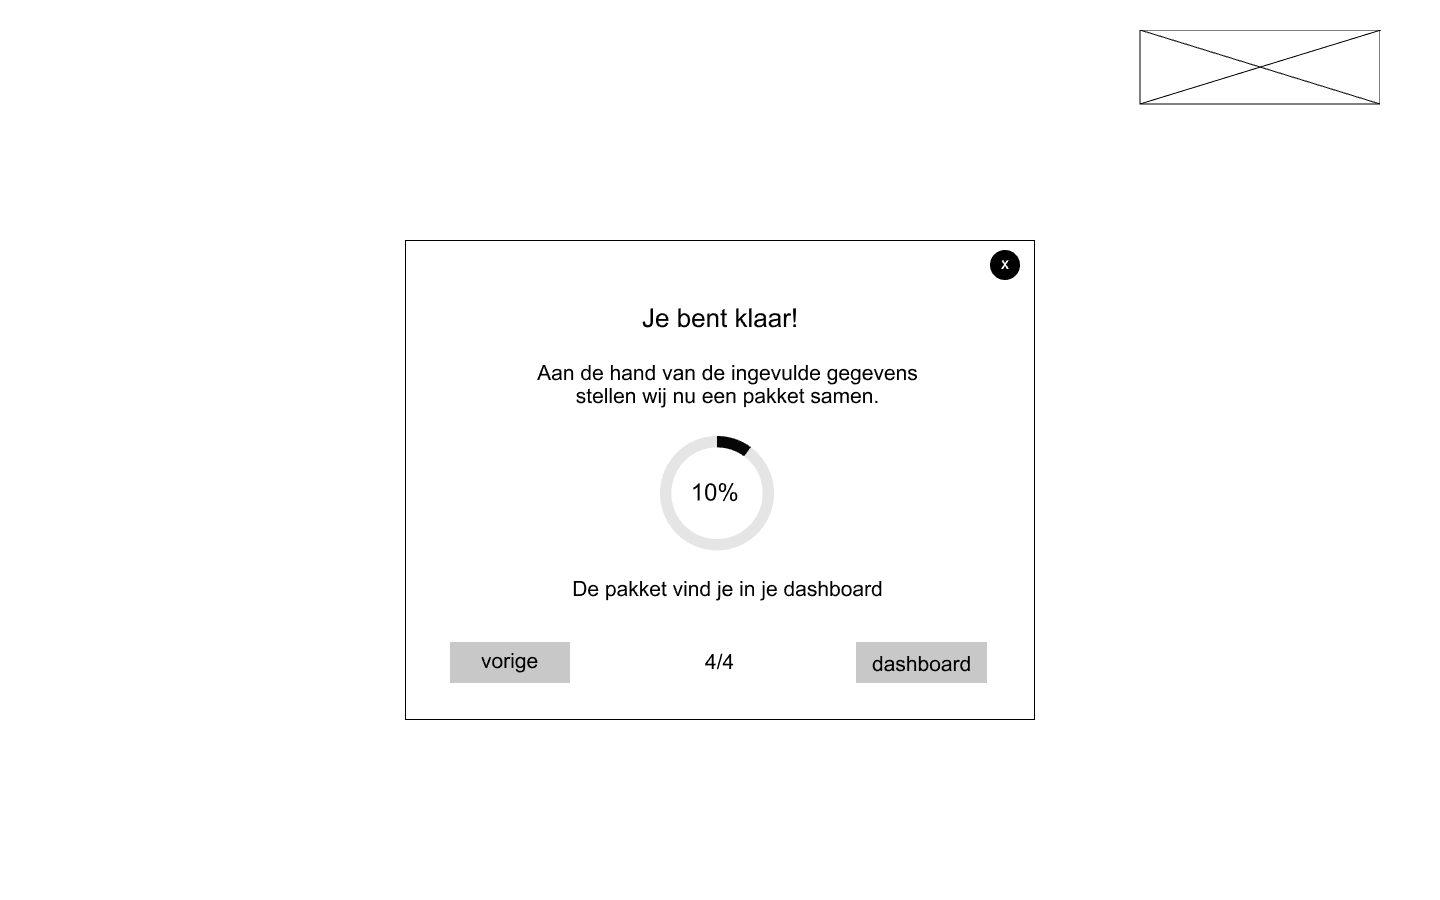 X
Je bent klaar!
Aan de hand van de ingevulde gegevens
stellen wij nu een pakket samen.
10%
De pakket vind je in je dashboard
vorige
4/4
dashboard